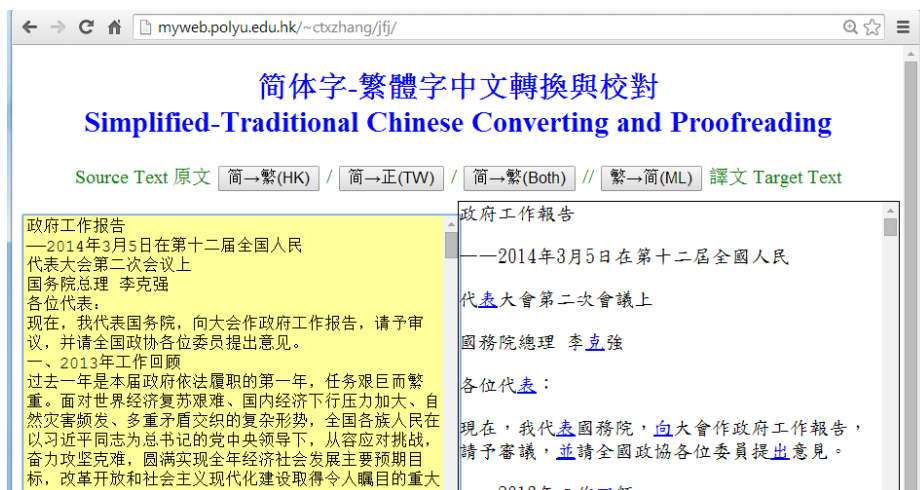 myweb.polyu.edu.hk/~ctxzhang/jfj/
简体字-繁體字中文轉換與校對
Simplified-Traditional Chinese Converting and Proofreading
Source Text 原文 简→繁(HK) / 简→正(TW) / 简→繁(Both) // 繁→简(ML) 譯文 Target Text
政府工作报告
──2014年3月5日在第十二届全国人民
代表大会第二次会议上
国务院总理 李克强
各位代表:
现在，我代表国务院，向大会作政府工作报告，请予审
议，并请全国政协各位委员提出意见。
一、2013年工作回顾
过去一年是本届政府依法履职的第一年，任务艰巨而繁
重。面对世界经济复苏艰难、国内经济下行压力加大、自
然灾害频发、多重矛盾交织的复杂形势，全国各族人民在
以习近平同志为总书记的党中央领导下，从容应对挑战，
奋力攻坚克难，圆满实现全年经济社会发展主要预期目
标，改革开放和社会主义现代化建设取得令人瞩目的重大
政府工作報告
——2014年3月5日在第十二屆全國人民
代表大會第二次會議上
國務院總理 李克強
各位代表：
現在，我代表國務院，向大會作政府工作報告，
請予審議，並請全國政協各位委員提出意見。